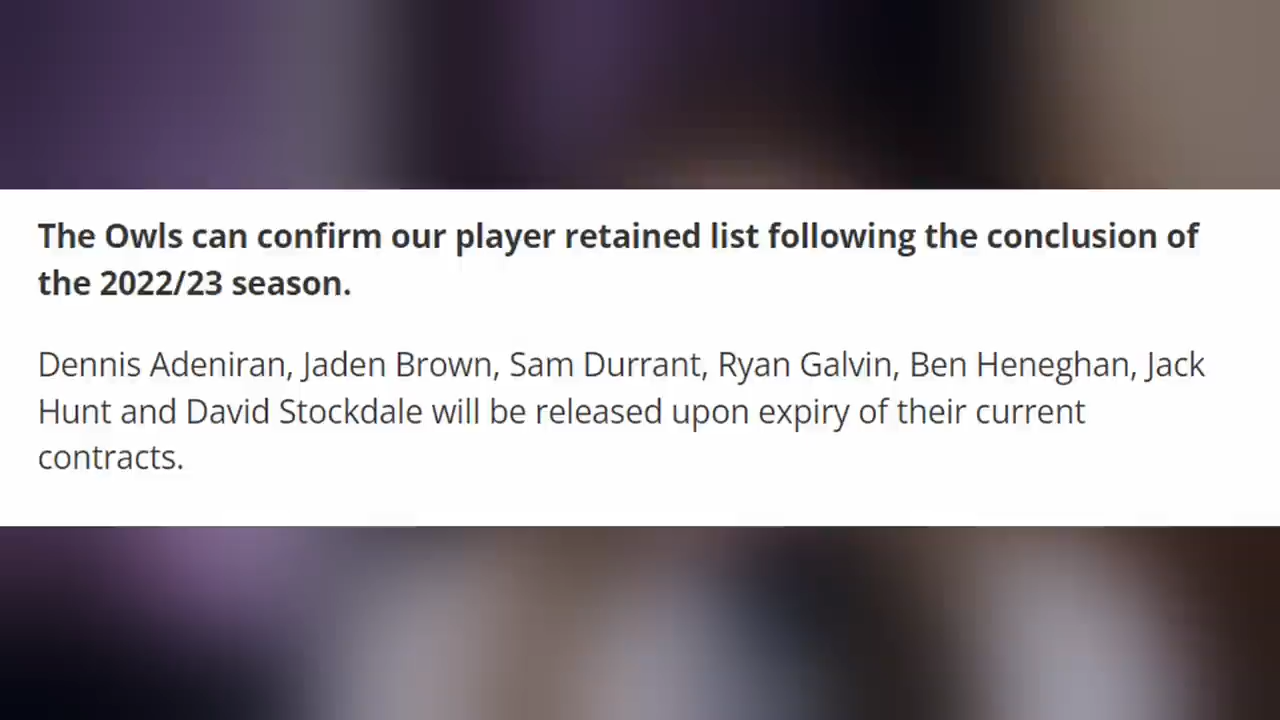 The Owls can confirm our player retained list following the conclusion of
the 2022/23 season.
Dennis Adeniran, Jaden Brown, Sam Durrant, Ryan Galvin, Ben Heneghan, Jack
Hunt and David Stockdale will be released upon expiry of their current
contracts.